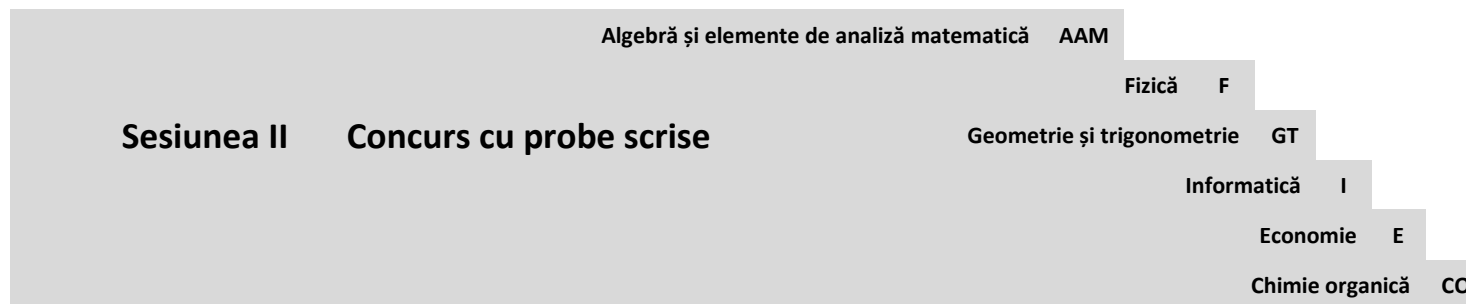 Algebră și elemente de analiză matematică AAM
Fizică F
Sesiunea II Concurs cu probe scrise
Geometrie și trigonometrie GT
Informatică I
Economie E
Chimie organică CO